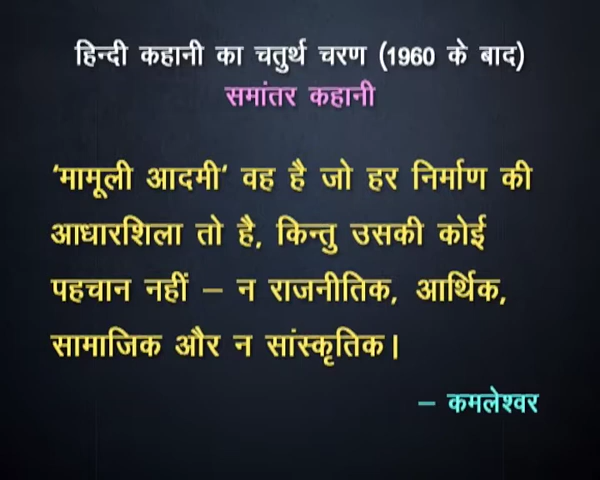 हिन्दी कहानी का चतुर्थ चरण (1960 के बाद)
समांतर कहानी
'मामूली आदमी' वह है जो हर निर्माण की
आधारशिला तो है, किन्तु उसकी कोई
पहचान नहीं – न राजनीतिक, आर्थिक,
सामाजिक और न सांस्कृतिक।
– कमलेश्वर